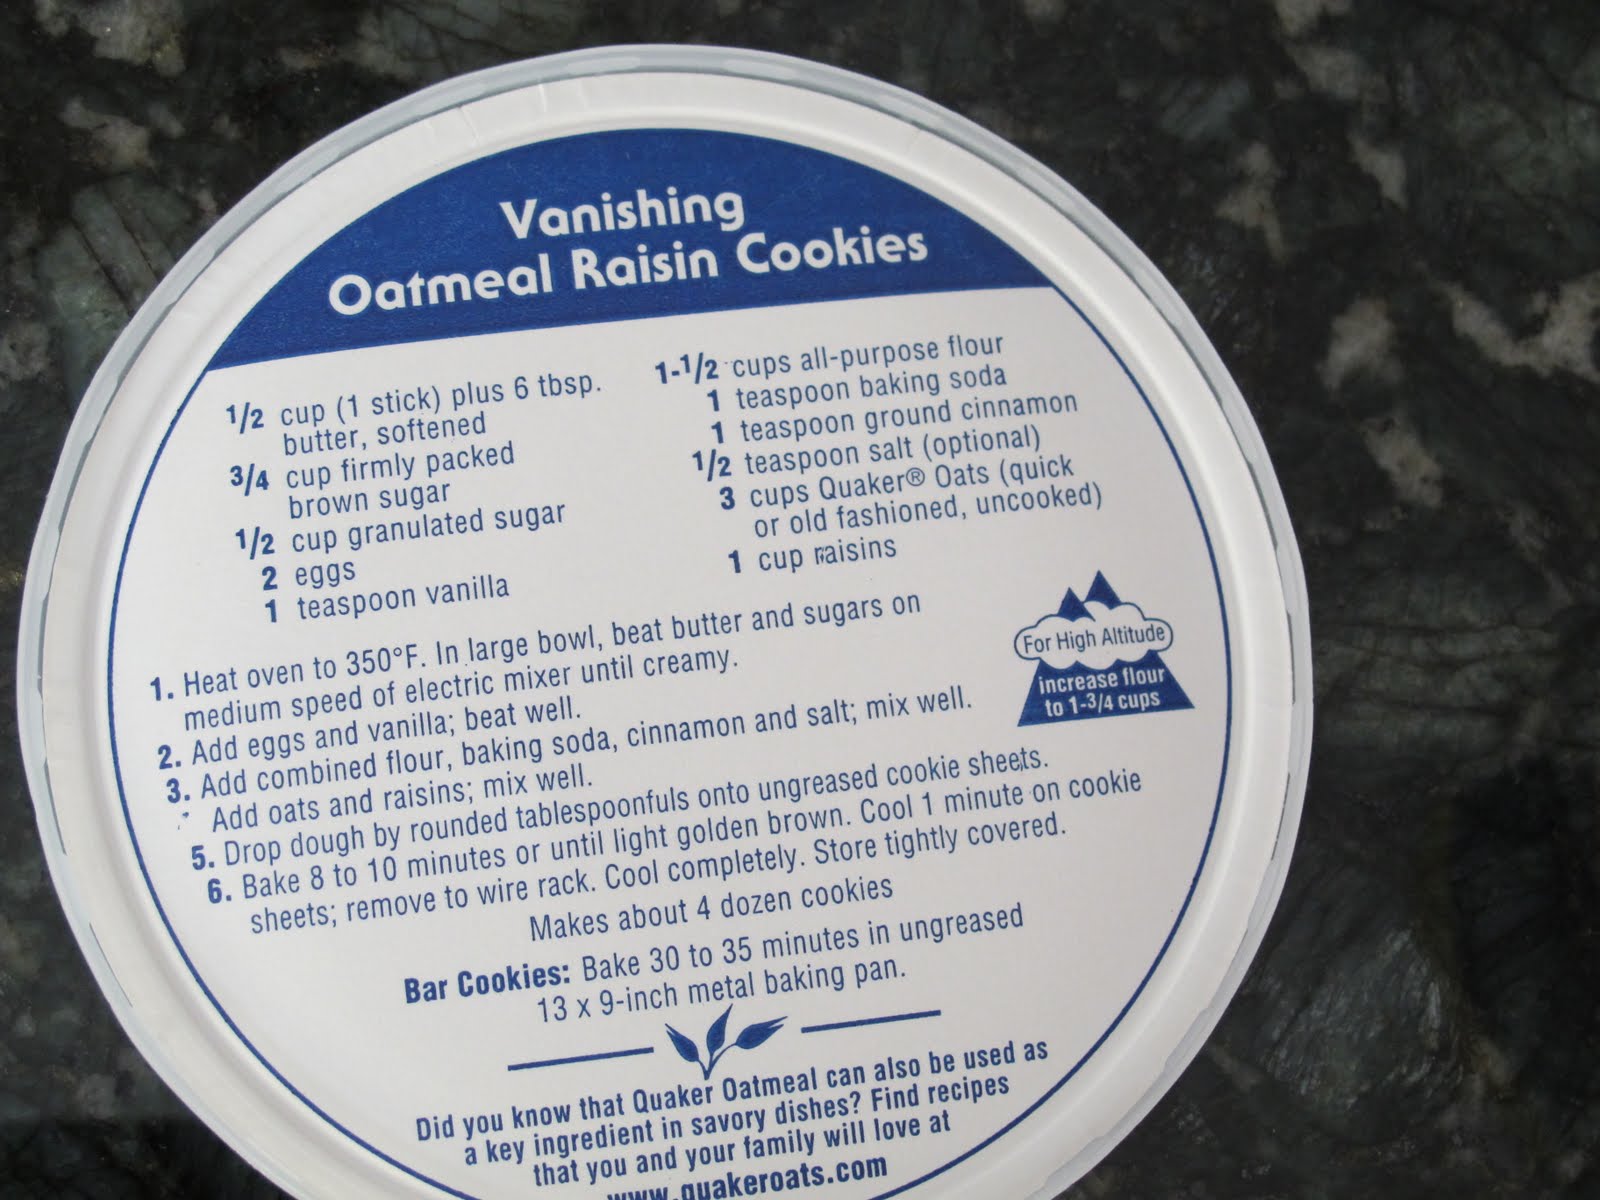 Vanishing
Oatmeal Raisin Cookies
1/2 cup (1 stick) plus 6 tbsp.
butter, softened
3/4 cup firmly packed
brown sugar
1/2 cup granulated sugar
2 eggs
1 teaspoon vanilla
1-1/2 cups all-purpose flour
1 teaspoon baking soda
1 teaspoon ground cinnamon
1/2 teaspoon salt (optional)
3 cups Quaker® Oats (quick
or old fashioned, uncooked)
1 cup raisins
1. Heat oven to 350°F. In large bowl, beat butter and sugars on
medium speed of electric mixer until creamy.
2. Add eggs and vanilla; beat well.
3. Add combined flour, baking soda, cinnamon and salt; mix well.
Add oats and raisins; mix well.
5. Drop dough by rounded tablespoonfuls onto ungreased cookie sheets.
6. Bake 8 to 10 minutes or until light golden brown. Cool 1 minute on cookie
sheets; remove to wire rack. Cool completely. Store tightly covered.
Makes about 4 dozen cookies
Bar Cookies: Bake 30 to 35 minutes in ungreased
13 x 9-inch metal baking pan.
For High Altitude
increase flour
to 1-3/4 cups
Did you know that Quaker Oatmeal can also be used as
a key ingredient in savory dishes? Find recipes
that you and your family will love at
www.quakeroats.com